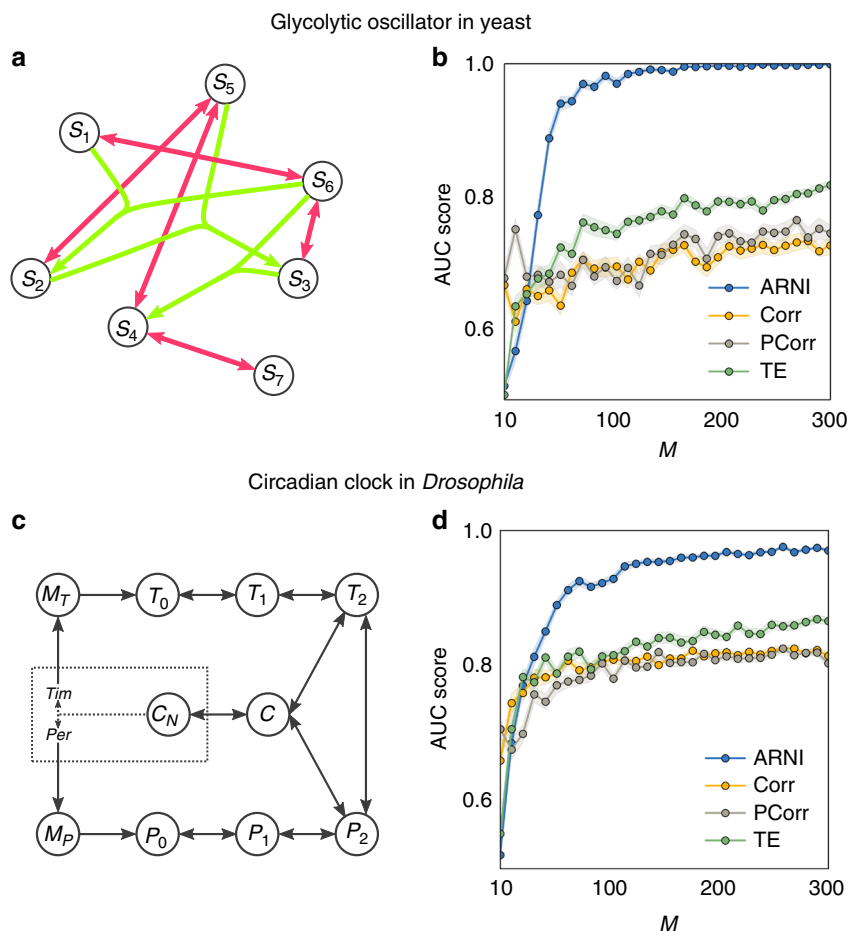 Glycolytic oscillator in yeast
a
S5
S1
S6
S2
S3
S4
S7
b
1.0
0.8
0.6
AUC score
ARNI
Corr
PCorr
TE
10 100 200 300
M
Circadian clock in Drosophila
c
MT T0 T1 T2
Tim
CN C
Per
MP P0 P1 P2
d
1.0
0.8
0.6
AUC score
ARNI
Corr
PCorr
TE
10 100 200 300
M